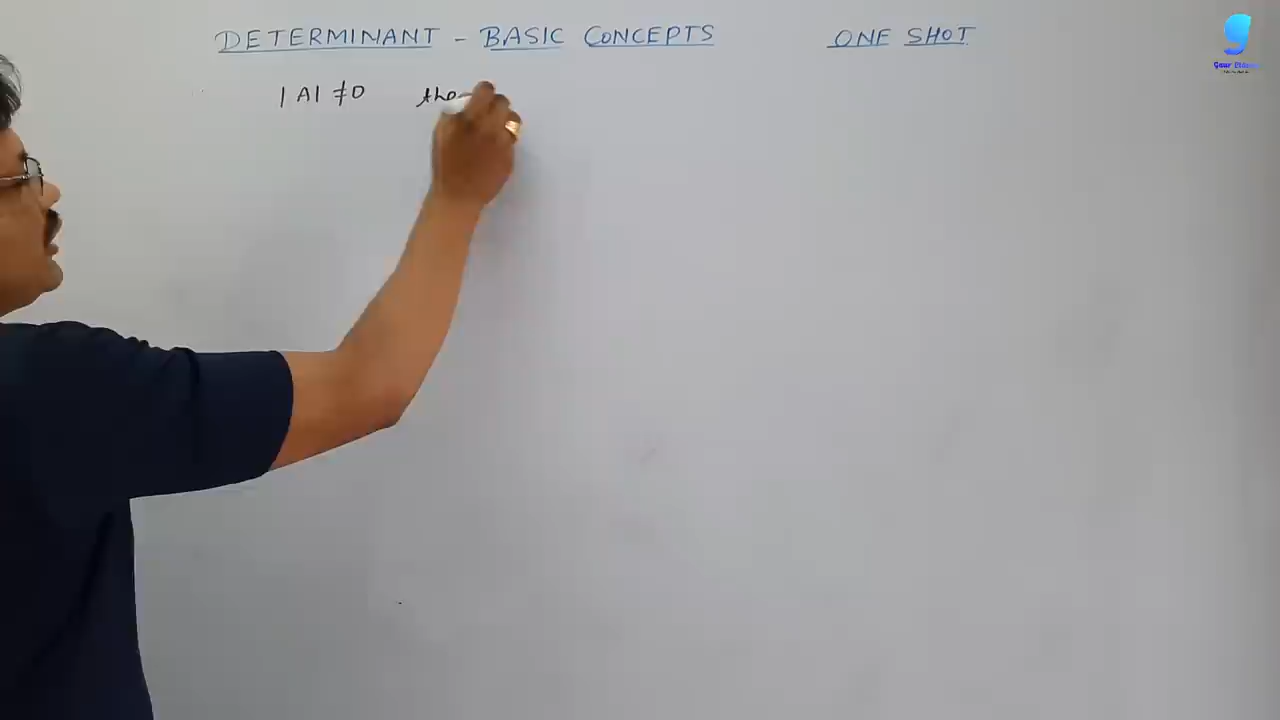 DETERMINANT - BASIC CONCEPTS ONE SHOT
|A| ≠ 0 the